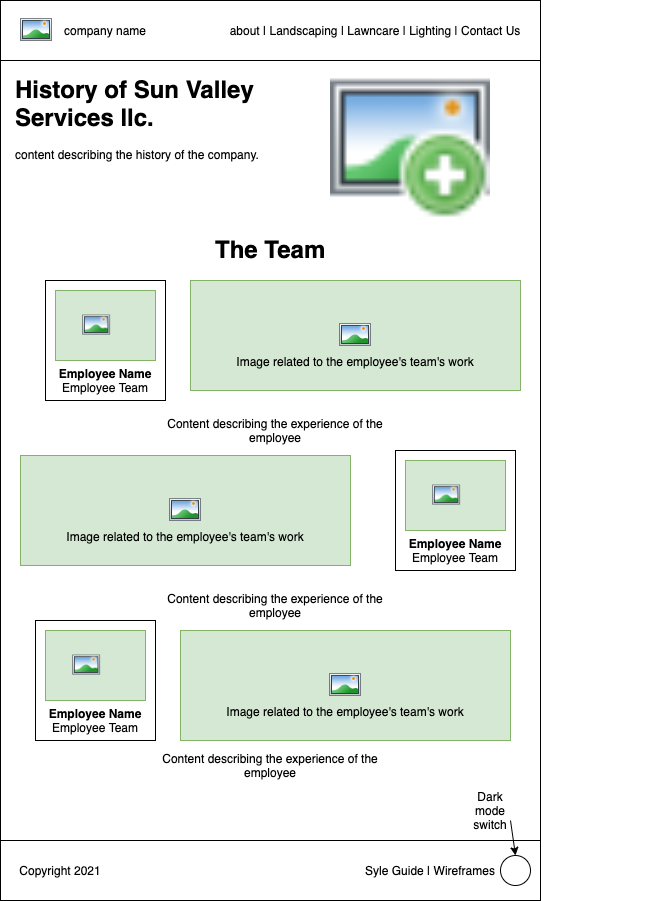 company name
about | Landscaping | Lawncare | Lighting | Contact Us
History of Sun Valley
Services llc.
content describing the history of the company.
The Team
Employee Name
Employee Team
Image related to the employee's team's work
Content describing the experience of the
employee
Image related to the employee's team's work
Employee Name
Employee Team
Content describing the experience of the
employee
Employee Name
Employee Team
Image related to the employee's team's work
Content describing the experience of the
employee
Dark
mode
switch
Copyright 2021
Syle Guide | Wireframes